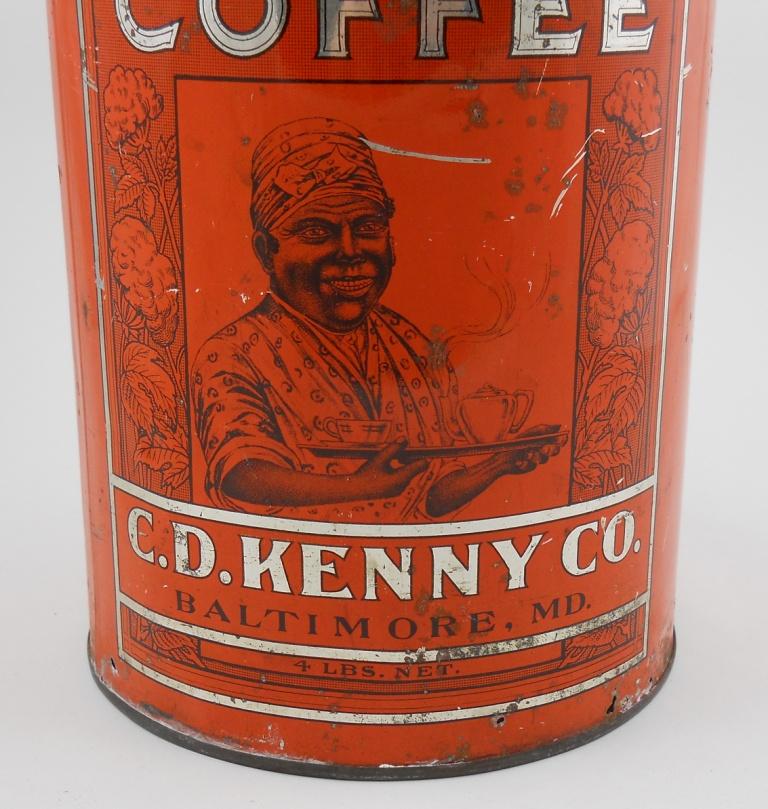 COFFEE
C.D. KENNY CO.
BALTIMORE, MD.
4 LBS. NET.